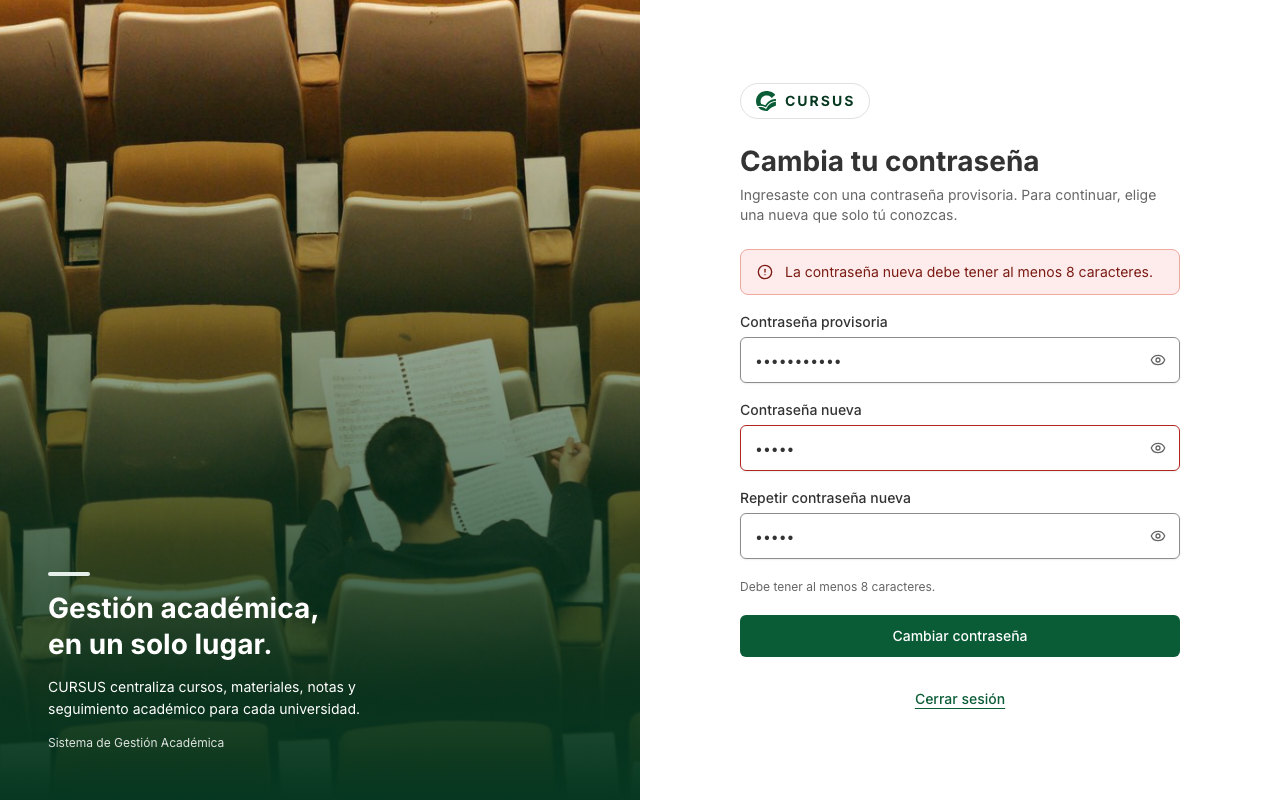 Gestión académica,
en un solo lugar.
CURSUS centraliza cursos, materiales, notas y
seguimiento académico para cada universidad.
Sistema de Gestión Académica
CURSUS
Cambia tu contraseña
Ingresaste con una contraseña provisoria. Para continuar, elige
una nueva que solo tú conozcas.
La contraseña nueva debe tener al menos 8 caracteres.
Contraseña provisoria
•••••••••••
Contraseña nueva
•••••
Repetir contraseña nueva
•••••
Debe tener al menos 8 caracteres.
Cambiar contraseña
Cerrar sesión